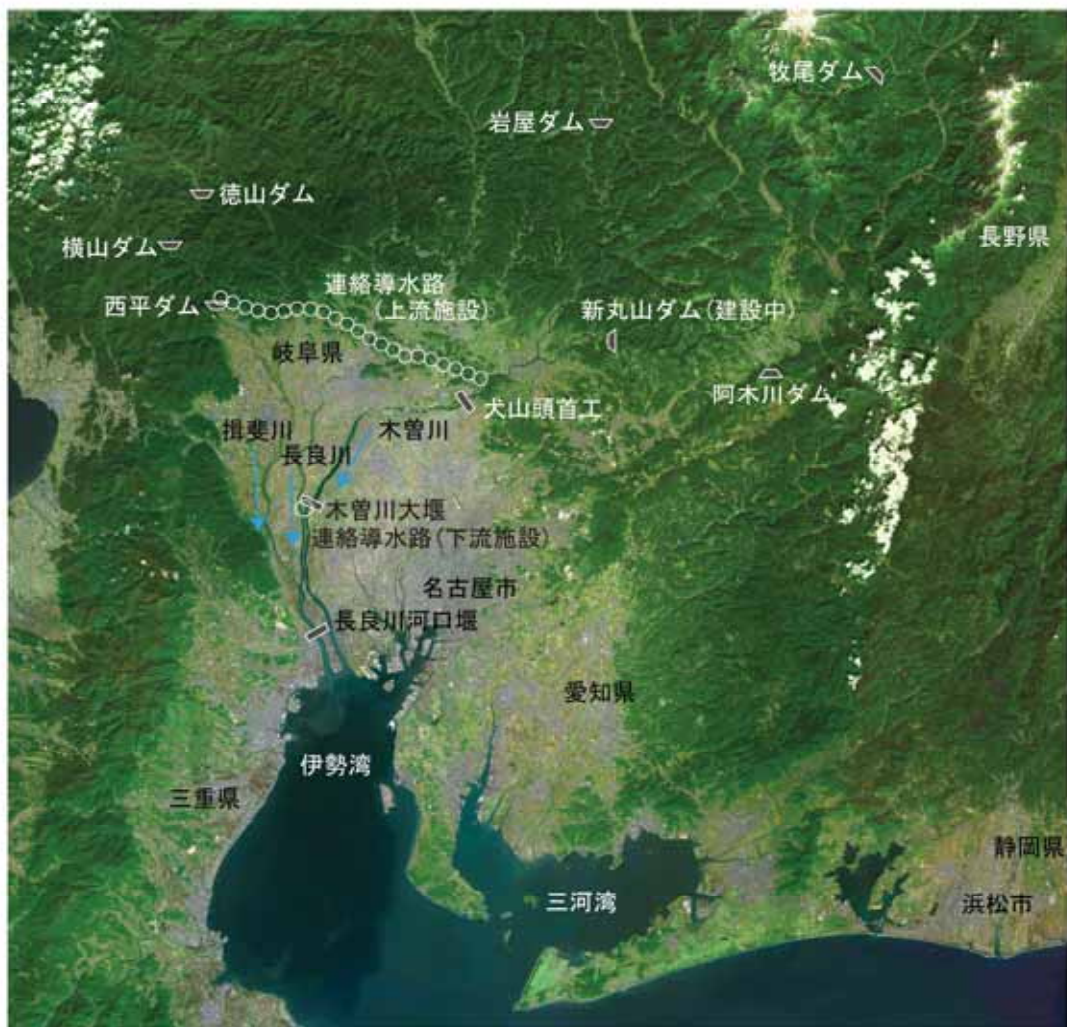 牧尾ダム
岩屋ダム
徳山ダム
長野県
横山ダム
連絡導水路
(上流施設)
西平ダム
新丸山ダム(建設中)
岐阜県
阿木川ダム
犬山頭首工
揖斐川
木曽川
長良川
木曽川大堰
連絡導水路(下流施設)
名古屋市
長良川河口堰
愛知県
伊勢湾
三重県
静岡県
三河湾
浜松市